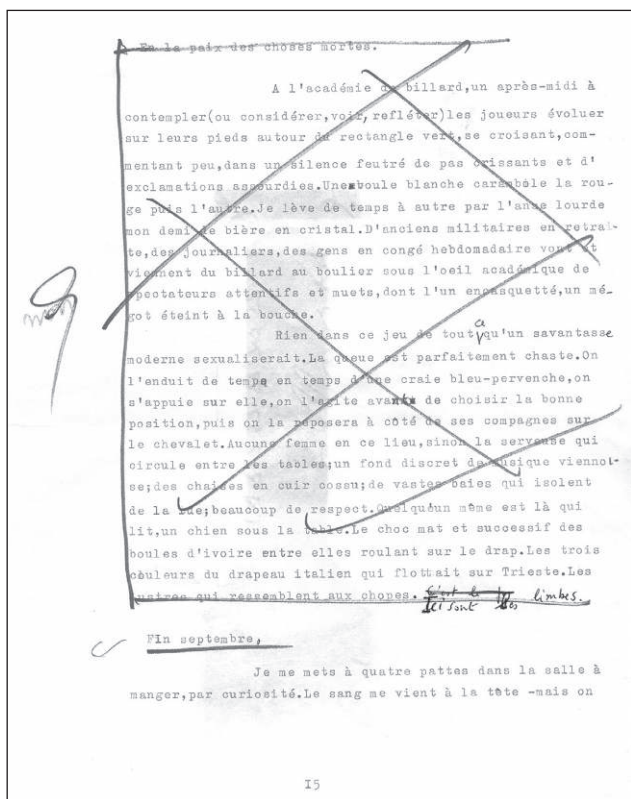 En la paix des choses mortes.
A l'académie de billard,un après-midi à
contempler(ou considérer,voir,refléter)les joueurs évoluer
sur leurs pieds autour du rectangle vert,se croisant,com-
mentant peu,dans un silence feutré de pas crissants et d'
exclamations assourdies.Une boule blanche carambole la rou-
ge puis l'autre.Je lève de temps à autre par l'anse lourde
mon demi de bière en cristal.D'anciens militaires en retrai-
te,des journaliers,des gens en congé hebdomadaire vont et
viennent du billard au boulier sous l'oeil académique de
spectateurs attentifs et muets,dont l'un encasquetté,un mé-
got éteint à la bouche.
Rien dans ce jeu de tout ça qu'un savantasse
moderne sexualiserait.La queue est parfaitement chaste.On
l'enduit de temps en temps d'une craie bleu-pervenche,on
s'appuie sur elle,on l'agite avant de choisir la bonne
position,puis on la reposera à côté de ses compagnes sur
le chevalet.Aucune femme en ce lieu,sinon la serveuse qui
circule entre les tables;un fond discret de musique viennoi-
se;des chaises en cuir cossu;de vastes baies qui isolent
de la rue;beaucoup de respect.Quelqu'un même est là qui
lit,un chien sous la table.Le choc mat et successif des
boules d'ivoire entre elles roulant sur le drap.Les trois
couleurs du drapeau italien qui flottait sur Trieste.Les
lustres qui ressemblent aux chopes. C'est le
Ici sont les limbes.
Fin septembre,
Je me mets à quatre pattes dans la salle à
manger,par curiosité.Le sang me vient à la tête -mais on
I5